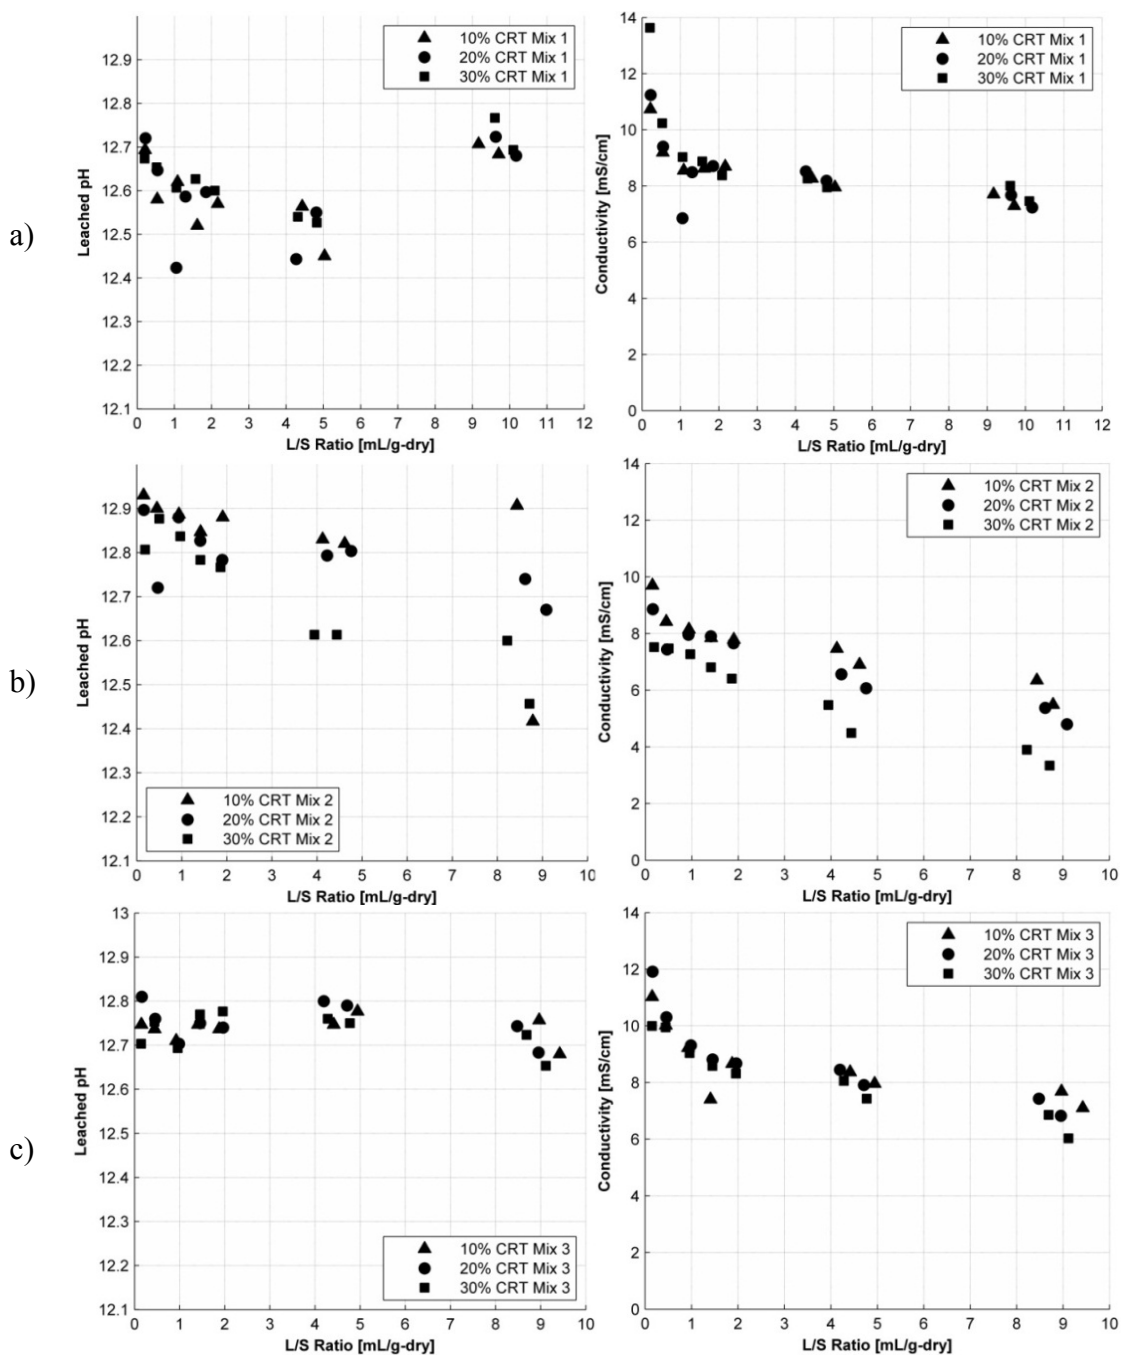 a)
Leached pH
12.9
12.8
12.7
12.6
12.5
12.4
12.3
12.2
12.1
0 1 2 3 4 5 6 7 8 9 10 11 12
L/S Ratio [mL/g-dry]
10% CRT Mix 1
20% CRT Mix 1
30% CRT Mix 1
Conductivity [mS/cm]
14
12
10
8
6
4
2
0
0 1 2 3 4 5 6 7 8 9 10 11 12
L/S Ratio [mL/g-dry]
10% CRT Mix 1
20% CRT Mix 1
30% CRT Mix 1
b)
Leached pH
12.9
12.8
12.7
12.6
12.5
12.4
12.3
12.2
12.1
0 1 2 3 4 5 6 7 8 9 10
L/S Ratio [mL/g-dry]
10% CRT Mix 2
20% CRT Mix 2
30% CRT Mix 2
Conductivity [mS/cm]
14
12
10
8
6
4
2
0
0 1 2 3 4 5 6 7 8 9 10
L/S Ratio [mL/g-dry]
10% CRT Mix 2
20% CRT Mix 2
30% CRT Mix 2
c)
Leached pH
13
12.9
12.8
12.7
12.6
12.5
12.4
12.3
12.2
12.1
0 1 2 3 4 5 6 7 8 9 10
L/S Ratio [mL/g-dry]
10% CRT Mix 3
20% CRT Mix 3
30% CRT Mix 3
Conductivity [mS/cm]
14
12
10
8
6
4
2
0
0 1 2 3 4 5 6 7 8 9 10
L/S Ratio [mL/g-dry]
10% CRT Mix 3
20% CRT Mix 3
30% CRT Mix 3